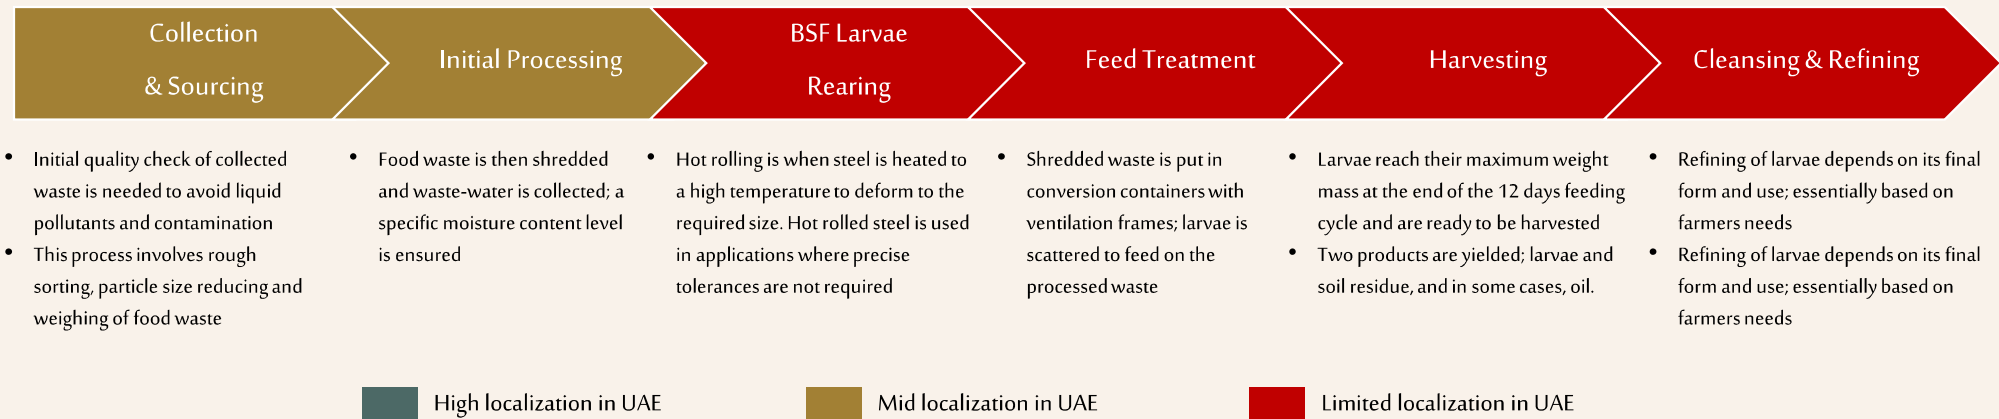 Collection
& Sourcing
Initial Processing
BSF Larvae
Rearing
Feed Treatment
Harvesting
Cleansing & Refining
• Initial quality check of collected
waste is needed to avoid liquid
pollutants and contamination
• This process involves rough
sorting, particle size reducing and
weighing of food waste
• Food waste is then shredded
and waste-water is collected; a
specific moisture content level
is ensured
• Hot rolling is when steel is heated to
a high temperature to deform to the
required size. Hot rolled steel is used
in applications where precise
tolerances are not required
• Shredded waste is put in
conversion containers with
ventilation frames; larvae is
scattered to feed on the
processed waste
• Larvae reach their maximum weight
mass at the end of the 12 days feeding
cycle and are ready to be harvested
• Two products are yielded; larvae and
soil residue, and in some cases, oil.
• Refining of larvae depends on its final
form and use; essentially based on
farmers needs
• Refining of larvae depends on its final
form and use; essentially based on
farmers needs
High localization in UAE
Mid localization in UAE
Limited localization in UAE